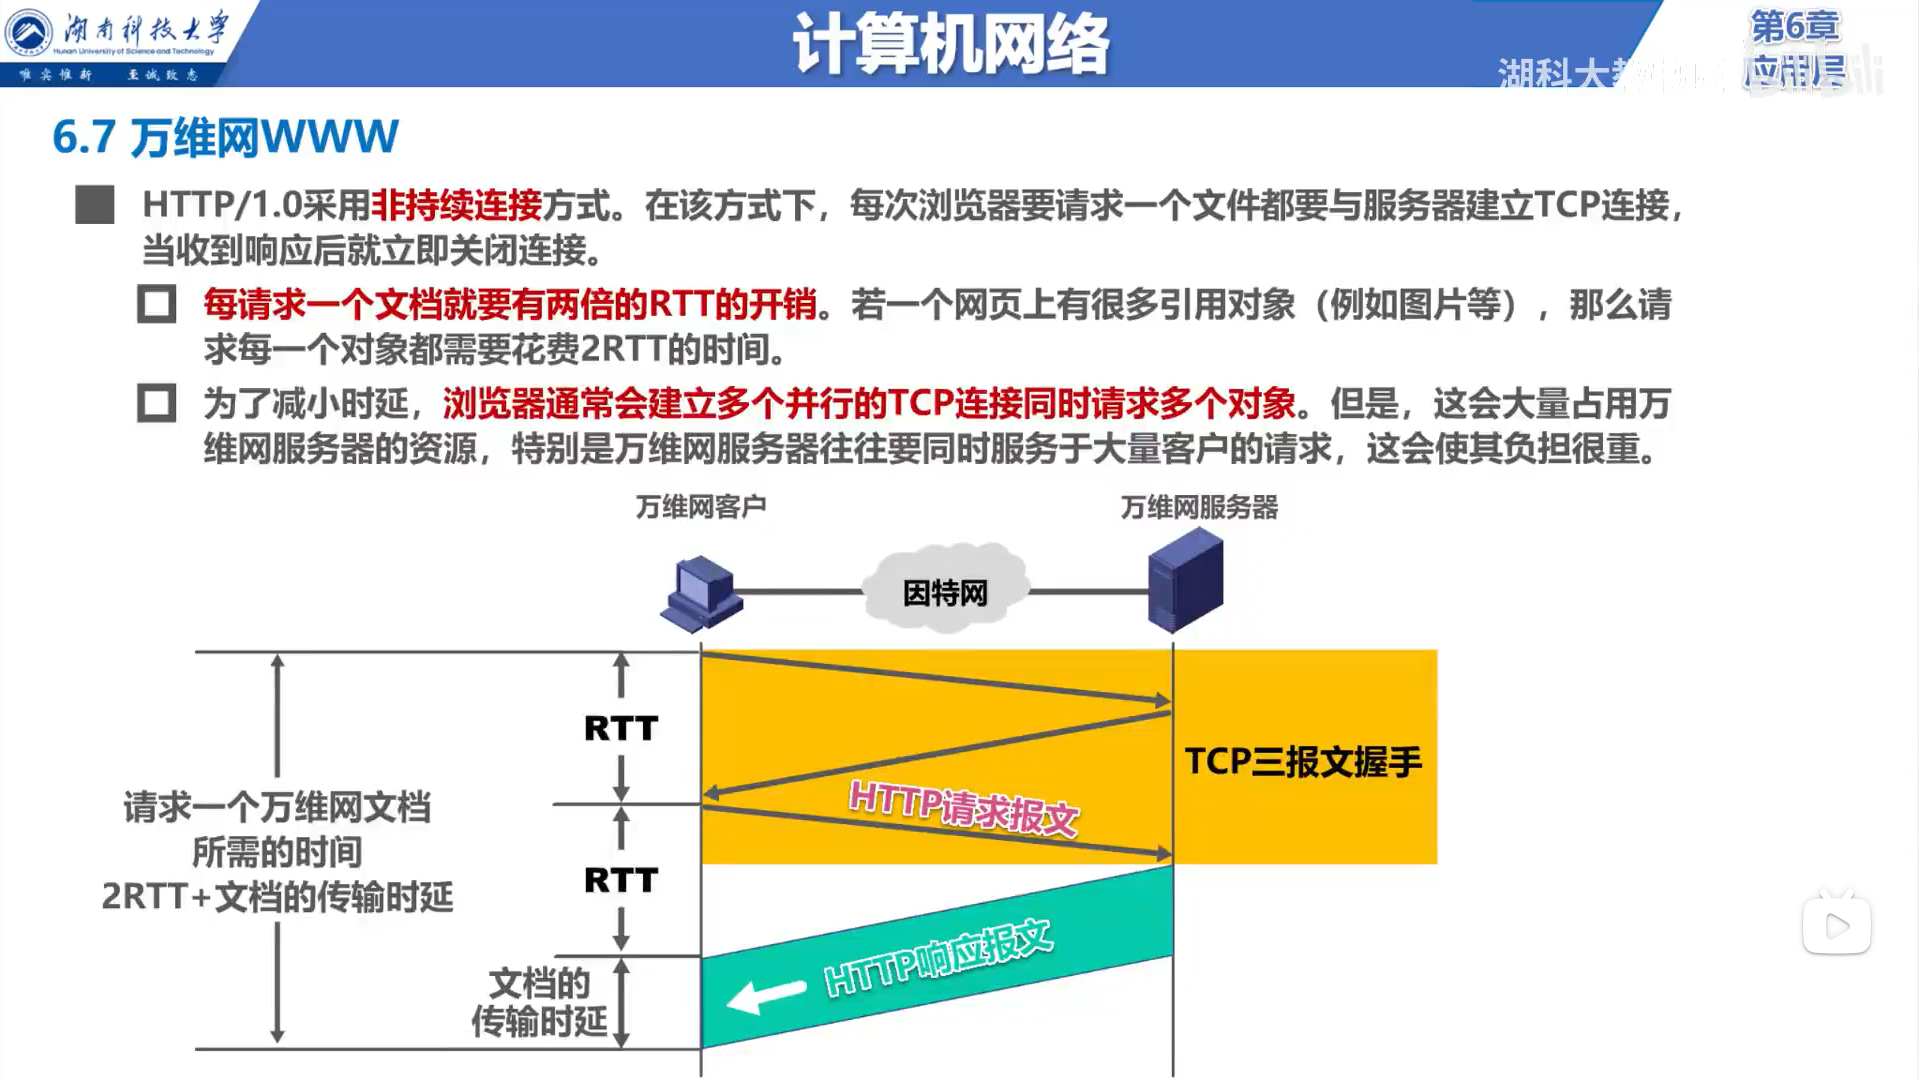 湖南科技大学
Hunan University of Science and Technology
唯实惟新 至诚致远
计算机网络
第6章
应用层
湖科大教
6.7 万维网WWW
HTTP/1.0采用非持续连接方式。在该方式下，每次浏览器要请求一个文件都要与服务器建立TCP连接，
当收到响应后就立即关闭连接。
每请求一个文档就要有两倍的RTT的开销。若一个网页上有很多引用对象（例如图片等），那么请
求每一个对象都需要花费2RTT的时间。
为了减小时延，浏览器通常会建立多个并行的TCP连接同时请求多个对象。但是，这会大量占用万
维网服务器的资源，特别是万维网服务器往往要同时服务于大量客户的请求，这会使其负担很重。
万维网客户
万维网服务器
因特网
RTT
TCP三报文握手
HTTP请求报文
请求一个万维网文档
所需的时间
2RTT+文档的传输时延
RTT
HTTP响应报文
文档的
传输时延